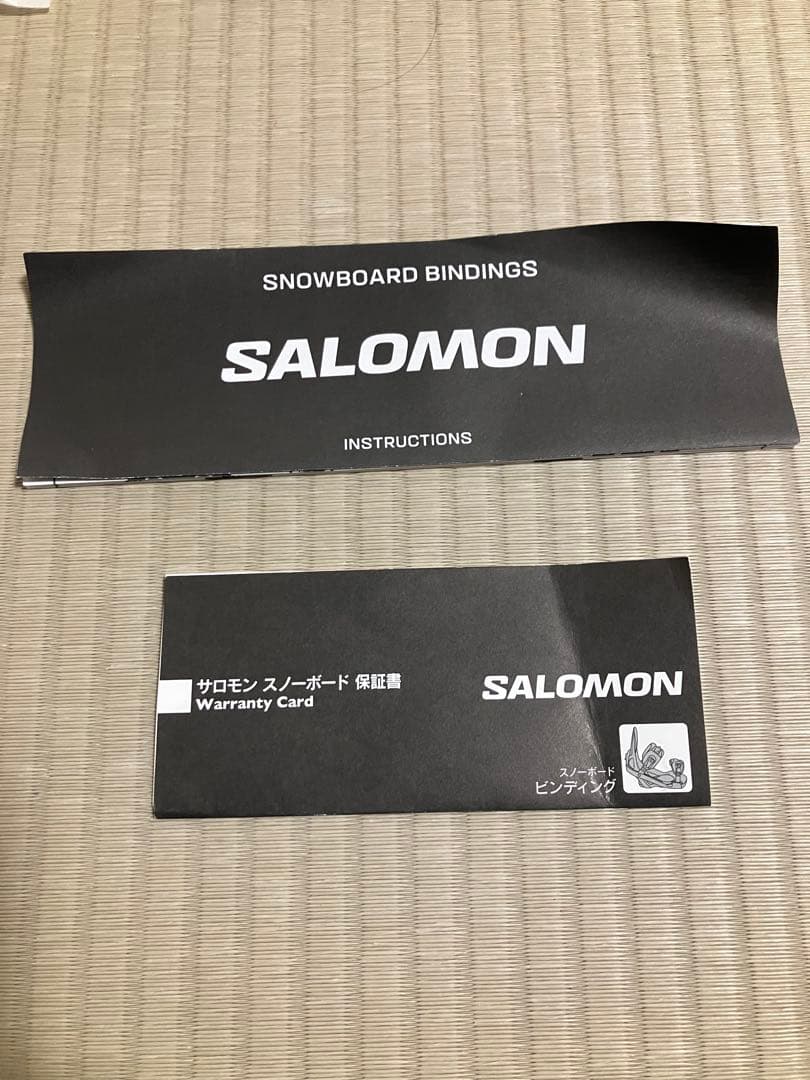 SNOWBOARD BINDINGS
SALOMON
INSTRUCTIONS
サロモン スノーボード 保証書
Warranty Card
SALOMON
スノーボード
ビンディング